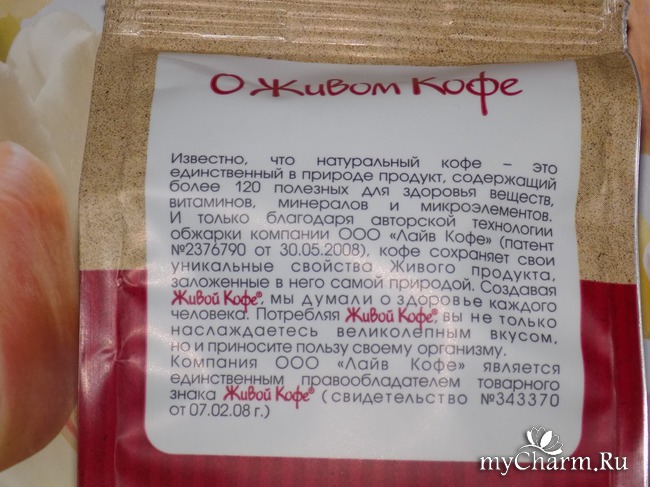 О Живом Кофе
Известно, что натуральный кофе – это
единственный в природе продукт, содержащий
более 120 полезных для здоровья веществ,
витаминов, минералов и микроэлементов.
И только благодаря авторской технологии
обжарки компании ООО «Лайв Кофе» (патент
№2376790 от 30.05.2008), кофе сохраняет свои
уникальные свойства Живого продукта,
заложенные в него самой природой. Создавая
Живой Кофе®, мы думали о здоровье каждого
человека. Потребляя Живой Кофе®, вы не только
наслаждаетесь великолепным вкусом,
но и приносите пользу своему организму.
Компания ООО «Лайв Кофе» является
единственным правообладателем товарного
знака Живой Кофе® (свидетельство №343370
от 07.02.08 г.)
myCharm.Ru